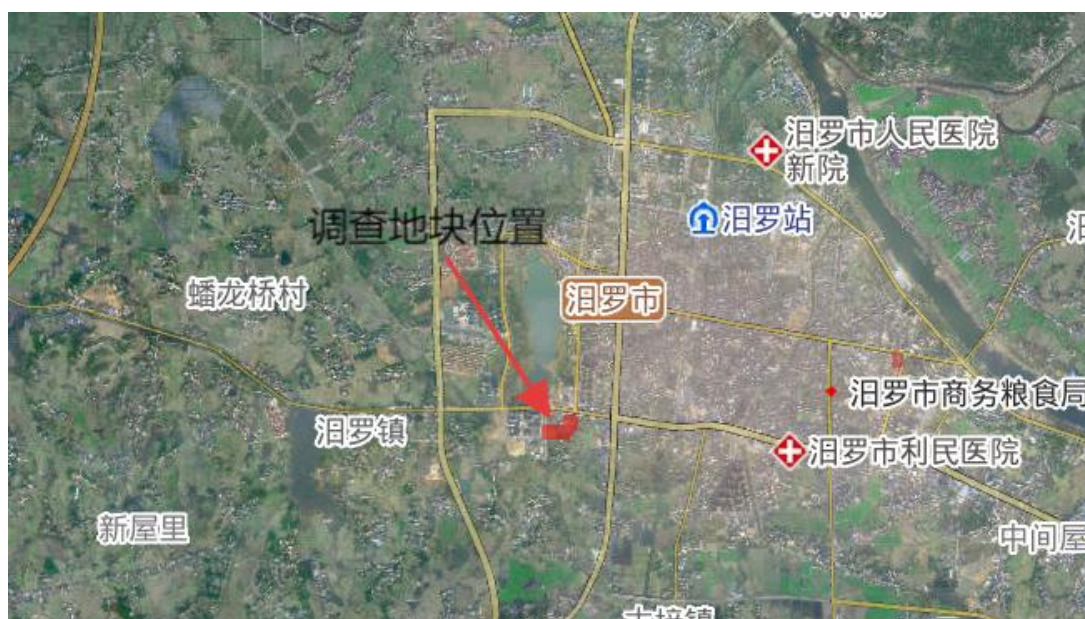 汨罗市人民医院
新院
汨罗站
调查地块位置
蟠龙桥村
汨罗市
汨罗市商务粮食局
汨罗镇
汨罗市利民医院
新屋里
中间屋